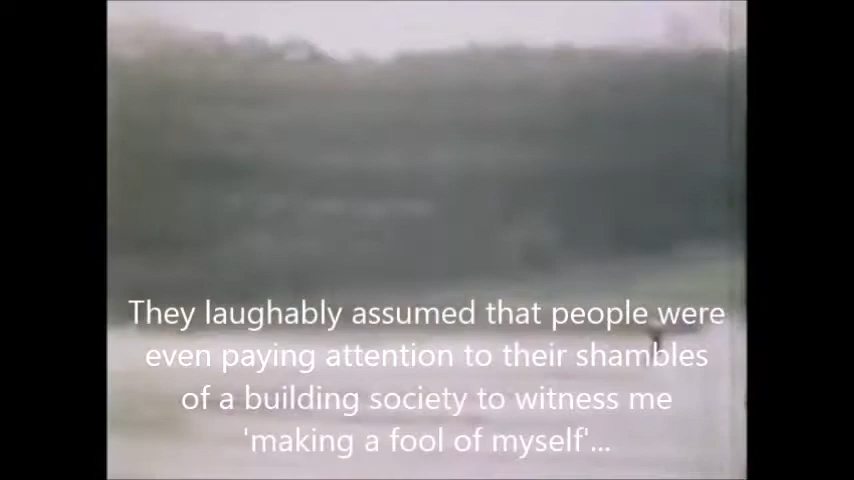 They laughably assumed that people were
even paying attention to their shambles
of a building society to witness me
'making a fool of myself'...